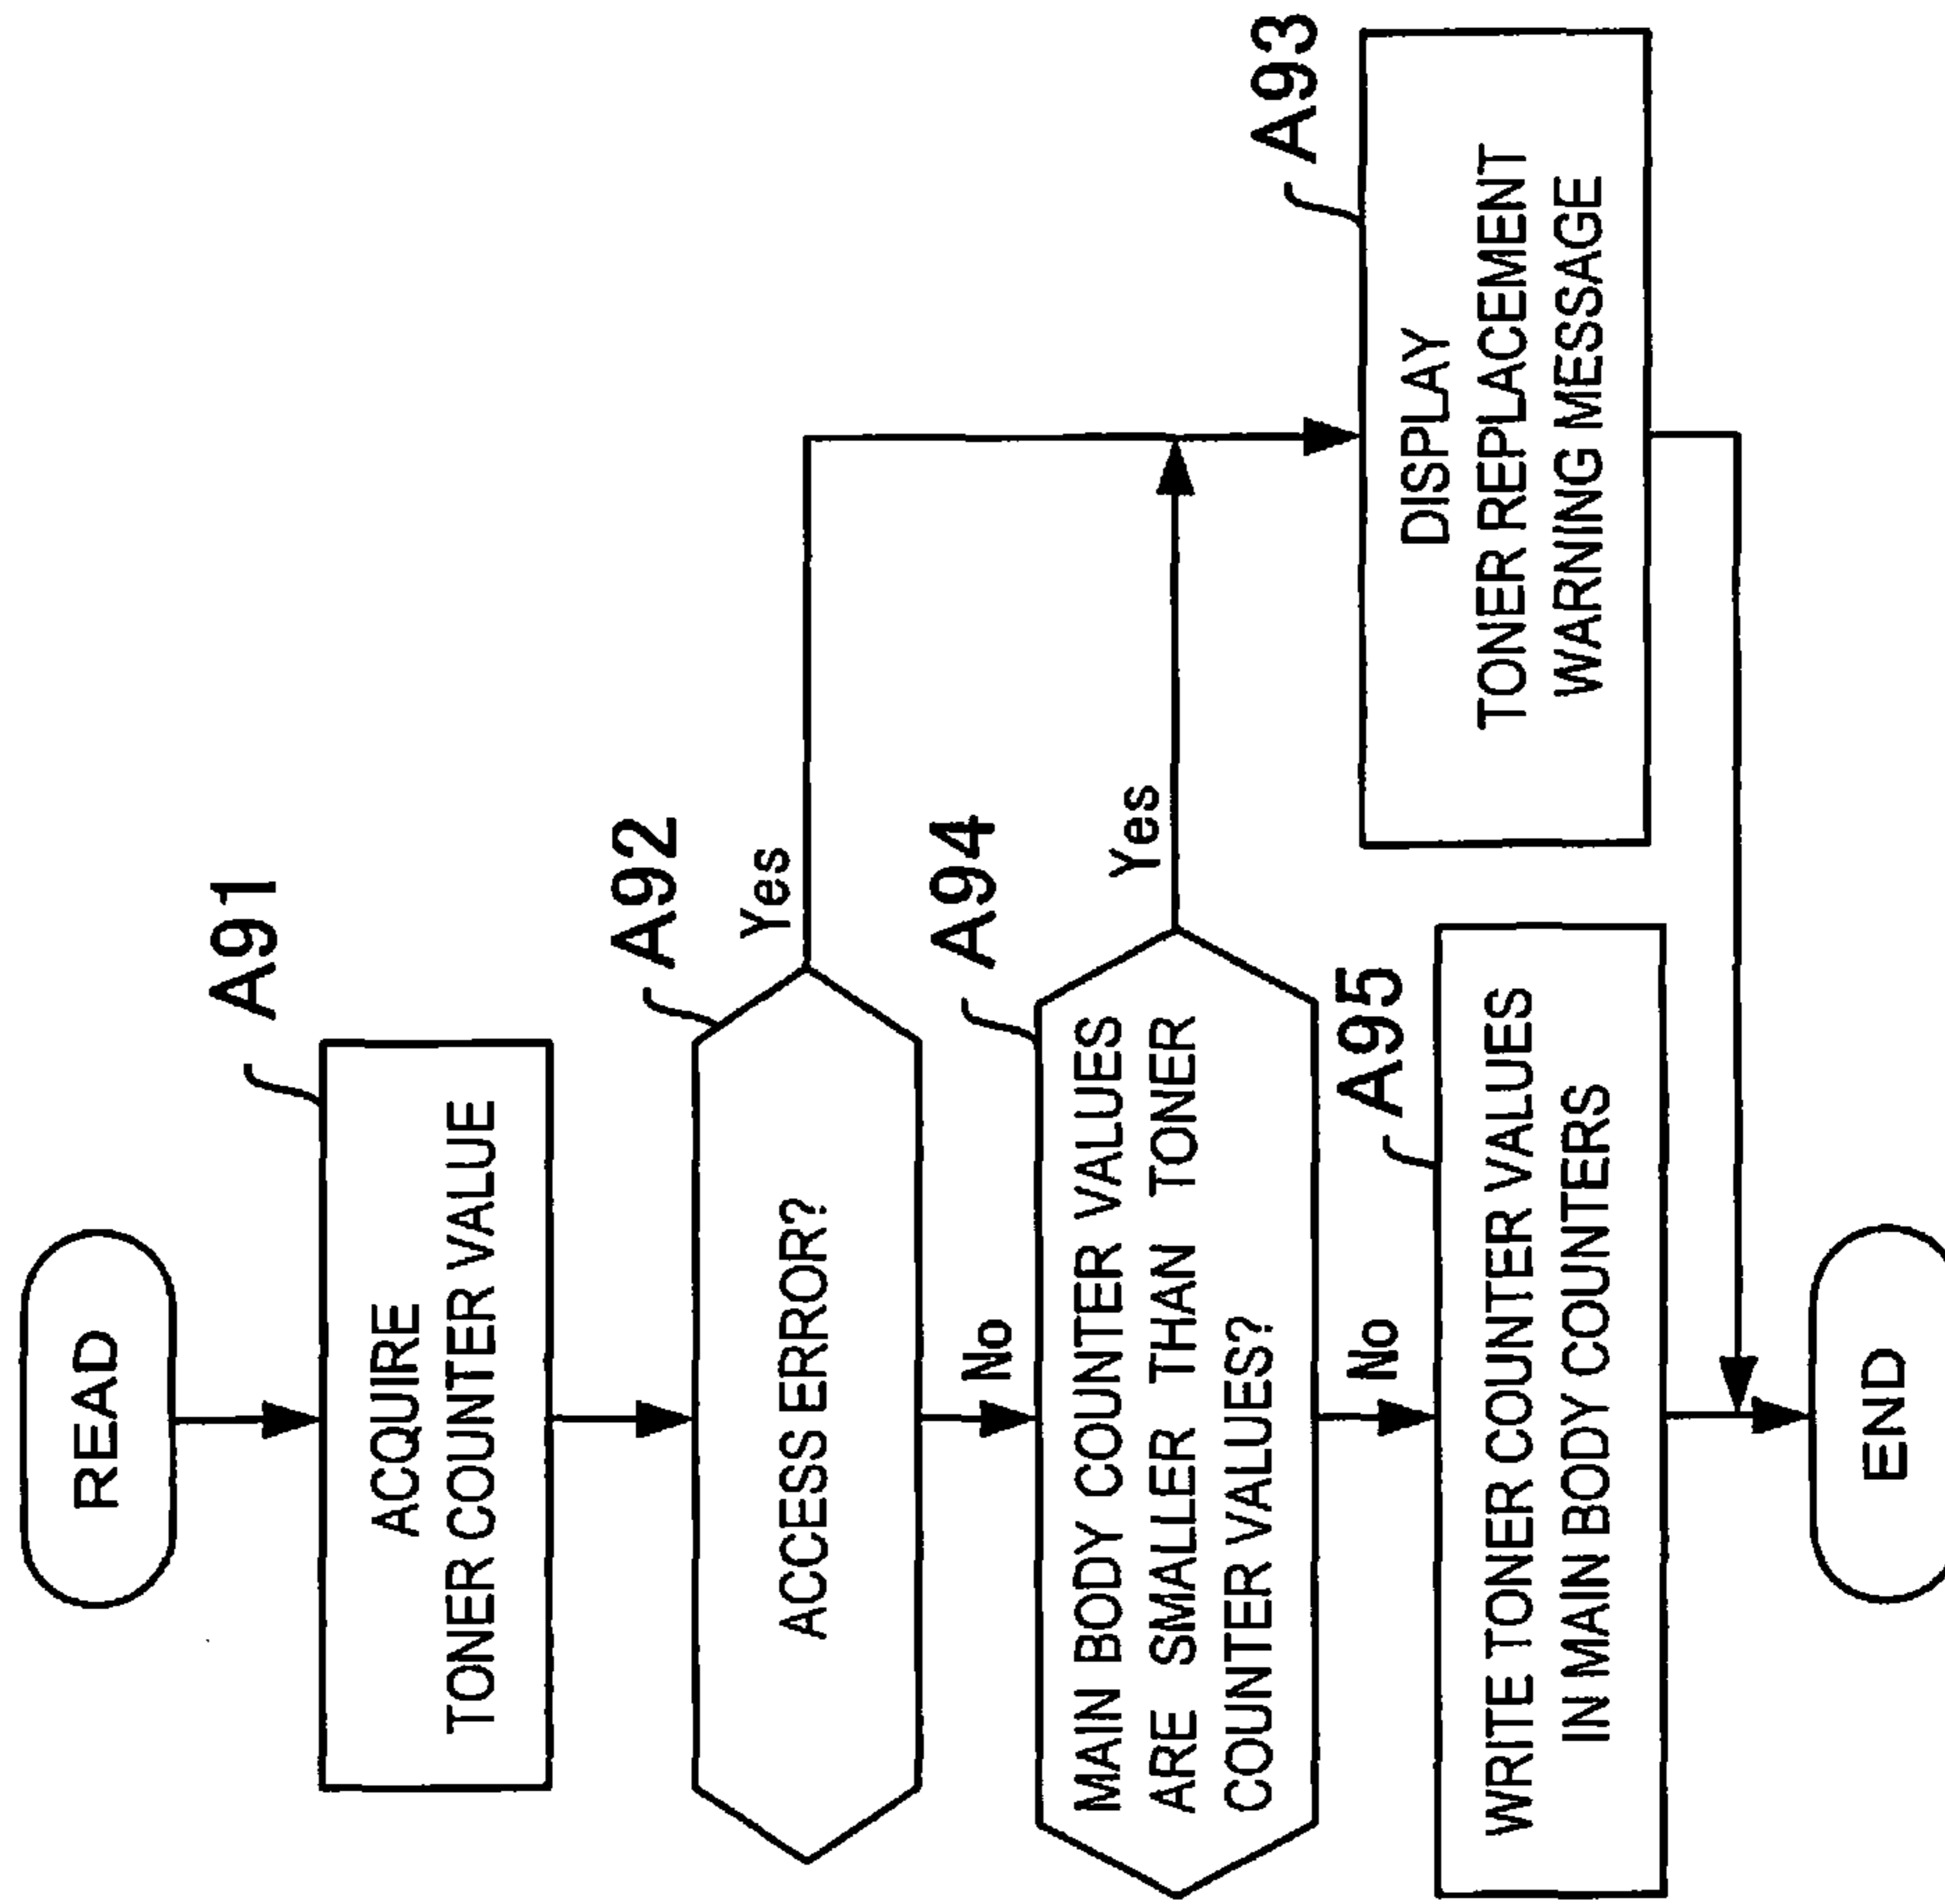 READ
A91
ACQUIRE
TONER COUNTER VALUE
A92
ACCESS ERROR?
Yes
No
A94
MAIN BODY COUNTER VALUES
ARE SMALLER THAN TONER
COUNTER VALUES?
Yes
No
A93
DISPLAY
TONER REPLACEMENT
WARNING MESSAGE
A95
WRITE TONER COUNTER VALUES
IN MAIN BODY COUNTERS
END